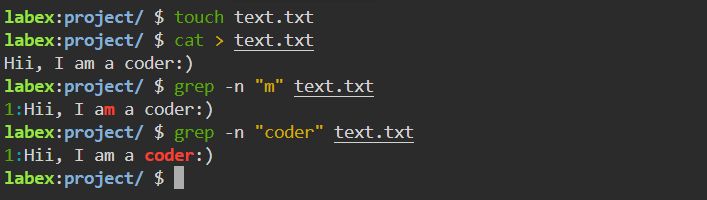 labex:project/ $ touch text.txt
labex:project/ $ cat > text.txt
Hii, I am a coder:)
labex:project/ $ grep -n "m" text.txt
1:Hii, I am a coder:)
labex:project/ $ grep -n "coder" text.txt
1:Hii, I am a coder:)
labex:project/ $